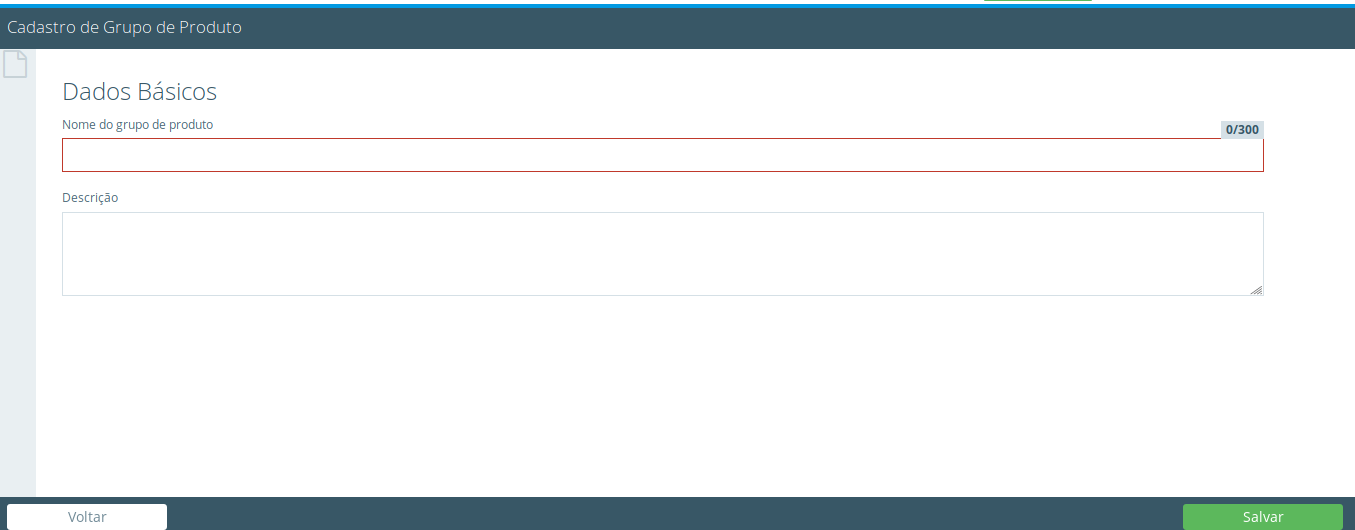 Cadastro de Grupo de Produto
Dados Básicos
Nome do grupo de produto
0/300
Descrição
Voltar
Salvar